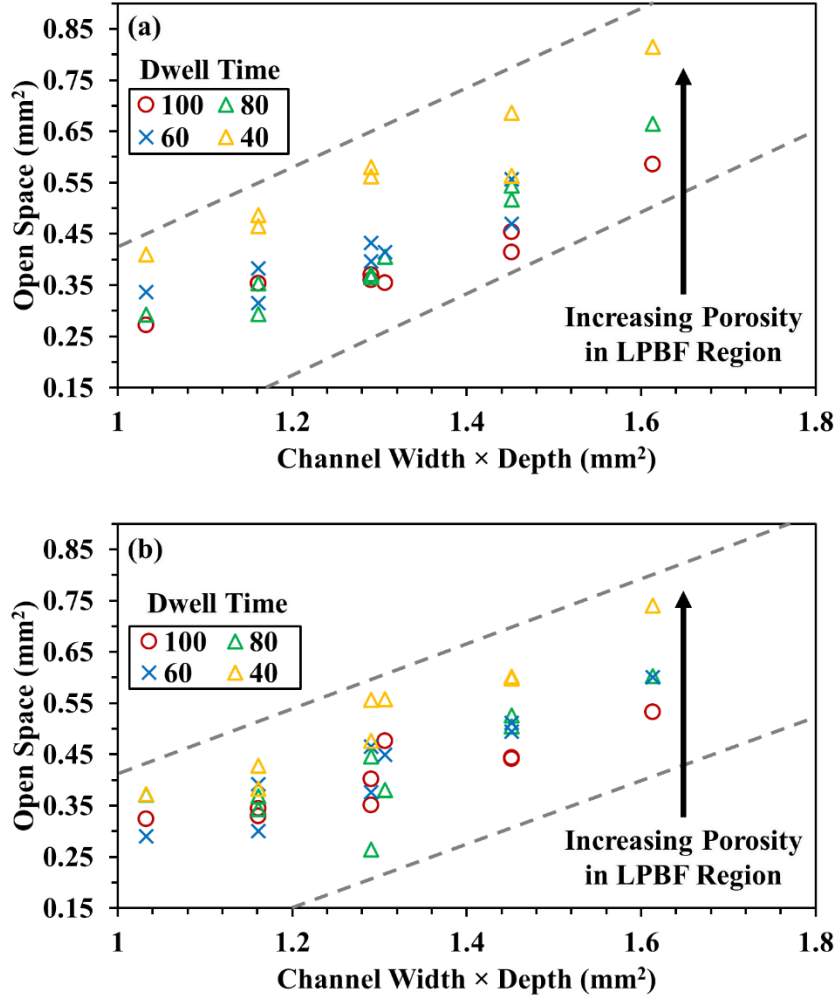 (a)
Dwell Time
100 80
60 40
0.85
0.75
0.65
0.55
0.45
0.35
0.25
0.15
Open Space (mm²)
Increasing Porosity
in LPBF Region
1 1.2 1.4 1.6 1.8
Channel Width × Depth (mm²)
(b)
Dwell Time
100 80
60 40
0.85
0.75
0.65
0.55
0.45
0.35
0.25
0.15
Open Space (mm²)
Increasing Porosity
in LPBF Region
1 1.2 1.4 1.6 1.8
Channel Width × Depth (mm²)